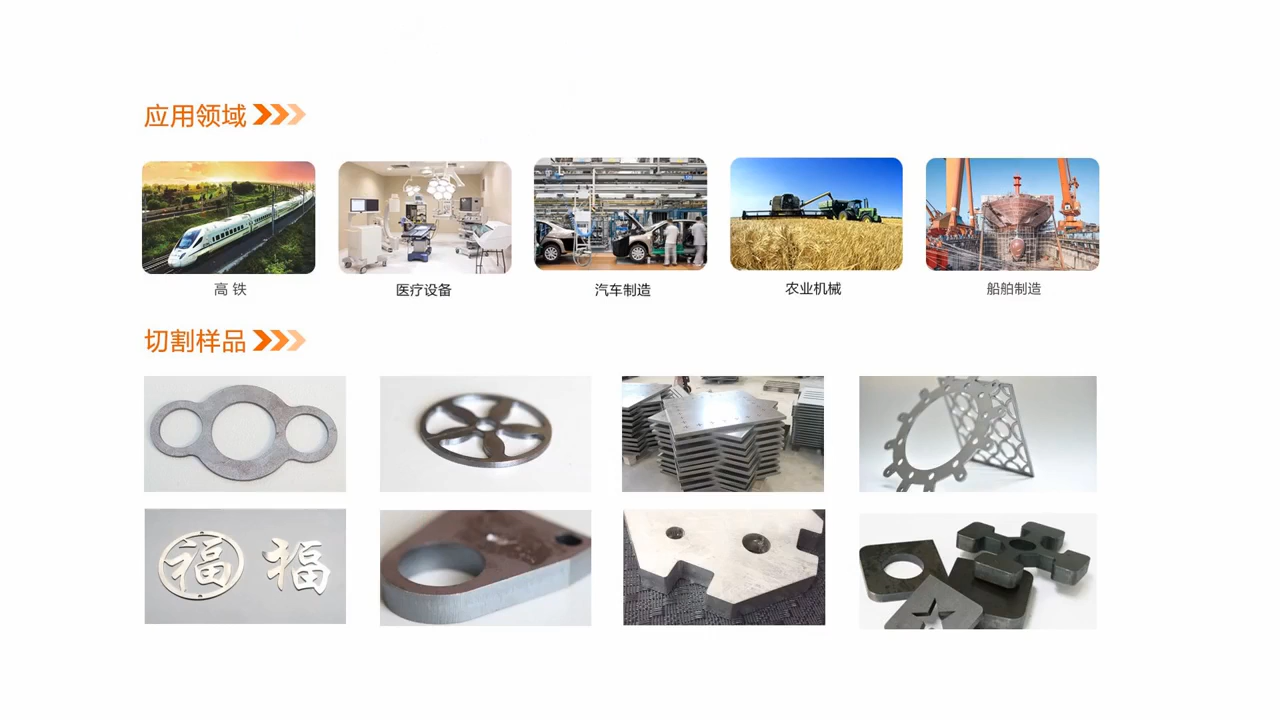 应用领域
高 铁
医疗设备
汽车制造
农业机械
船舶制造
切割样品
福 福